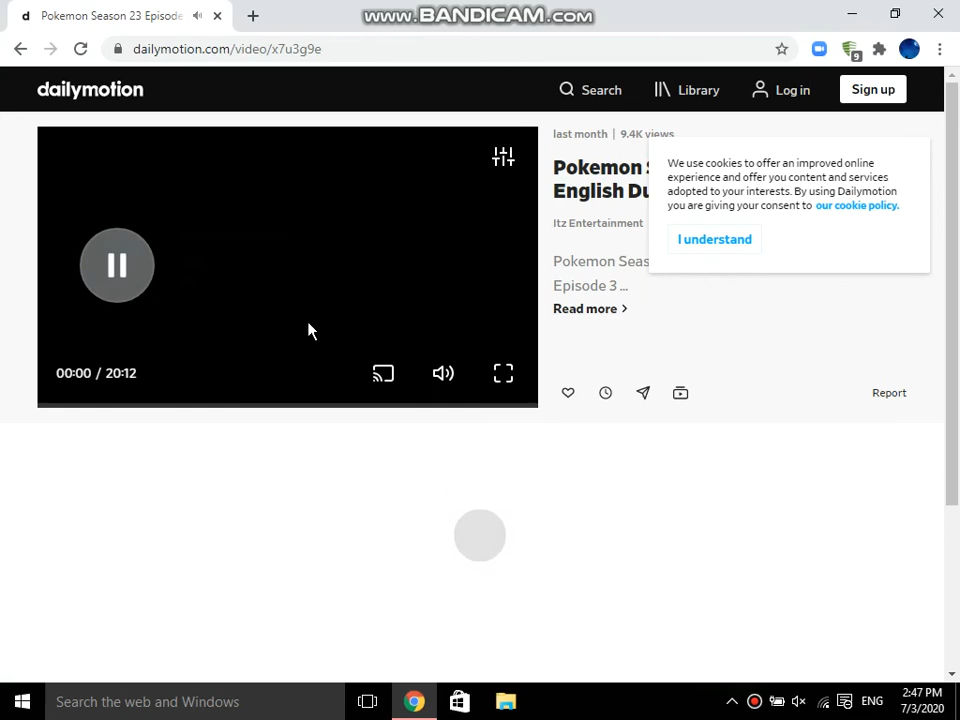 Pokemon Season 23 Episode
www.BANDICAM.com
dailymotion.com/video/x7u3g9e
9
dailymotion
Search
Library
Log in
Sign up
last month | 9.4K views
Pokemon
English Du
Itz Entertainment
Pokemon Seas
Episode 3 ...
Read more >
We use cookies to offer an improved online
experience and offer you content and services
adopted to your interests. By using Dailymotion
you are giving your consent to our cookie policy.
I understand
00:00 / 20:12
Report
Search the web and Windows
ENG
2:47 PM
7/3/2020